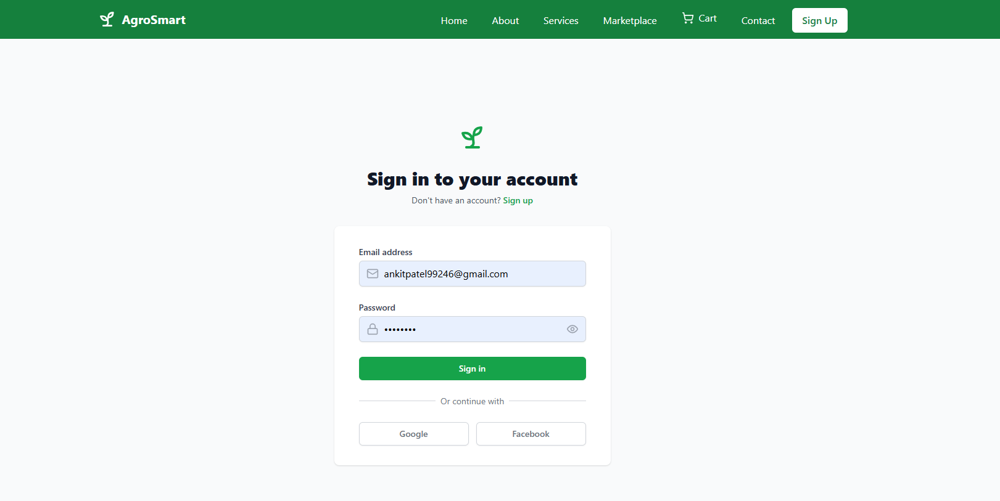 AgroSmart
Home About Services Marketplace Cart Contact Sign Up
Sign in to your account
Don't have an account? Sign up
Email address
ankitpatel99246@gmail.com
Password
••••••••
Sign in
Or continue with
Google Facebook